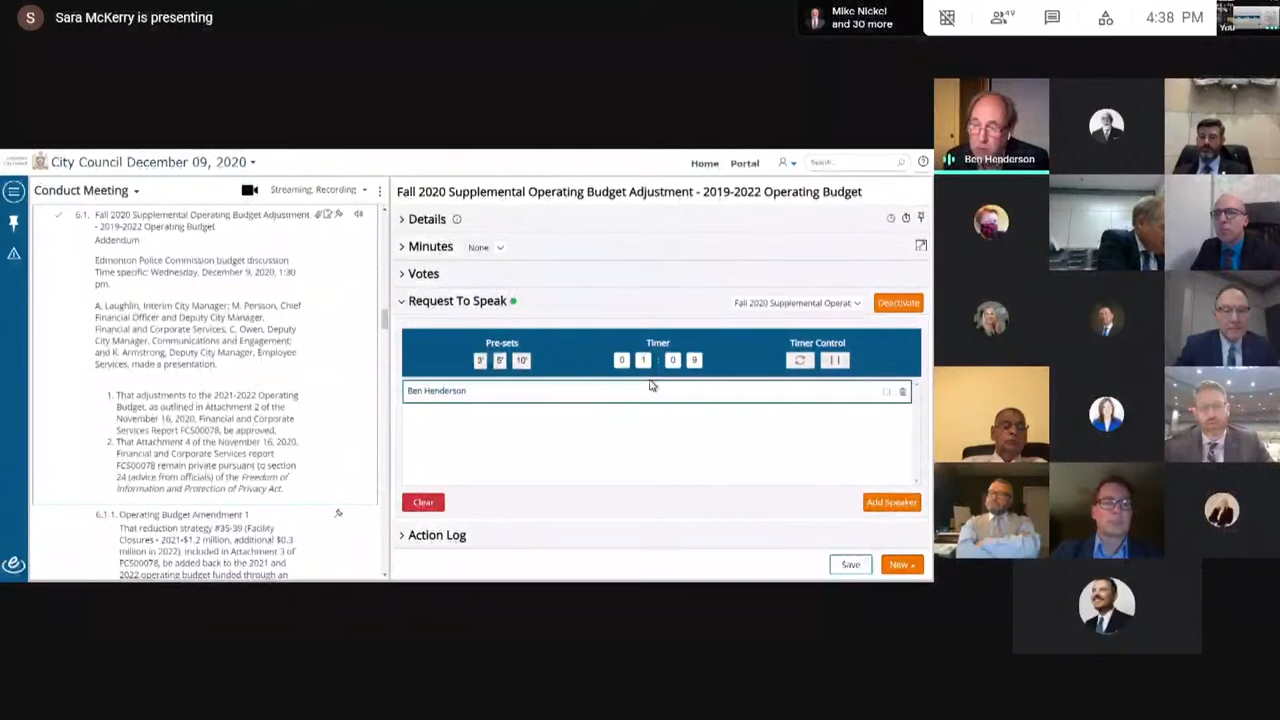 S
Sara McKerry is presenting
Mike Nickel
and 30 more
49
4:38 PM
You
City Council December 09, 2020
Home
Portal
Search...
Conduct Meeting
Streaming, Recording
6.1. Fall 2020 Supplemental Operating Budget Adjustment
- 2019-2022 Operating Budget
Addendum
Edmonton Police Commission budget discussion
Time specific: Wednesday, December 9, 2020, 1:30
pm.
A. Laughlin, Interim City Manager; M. Persson, Chief
Financial Officer and Deputy City Manager,
Financial and Corporate Services, C. Owen, Deputy
City Manager, Communications and Engagement;
and K. Armstrong, Deputy City Manager, Employee
Services, made a presentation.
1. That adjustments to the 2021-2022 Operating
Budget, as outlined in Attachment 2 of the
November 16, 2020, Financial and Corporate
Services Report FCS00078, be approved.
2. That Attachment 4 of the November 16, 2020,
Financial and Corporate Services report
FCS00078 remain private pursuant (to section
24 (advice from officials) of the Freedom of
Information and Protection of Privacy Act.
6.1.1. Operating Budget Amendment 1
That reduction strategy #35-39 (Facility
Closures - 2021-$1.2 million, additional $0.3
million in 2022), included in Attachment 3 of
FCS00078, be added back to the 2021 and
2022 operating budget funded through an
Fall 2020 Supplemental Operating Budget Adjustment - 2019-2022 Operating Budget
Details
Minutes
None
Votes
Request To Speak
Fall 2020 Supplemental Operat
Deactivate
Pre-sets
Timer
Timer Control
3'
5'
10'
0 1 : 0 9
Ben Henderson
Clear
Add Speaker
Action Log
Save
New
Ben Henderson